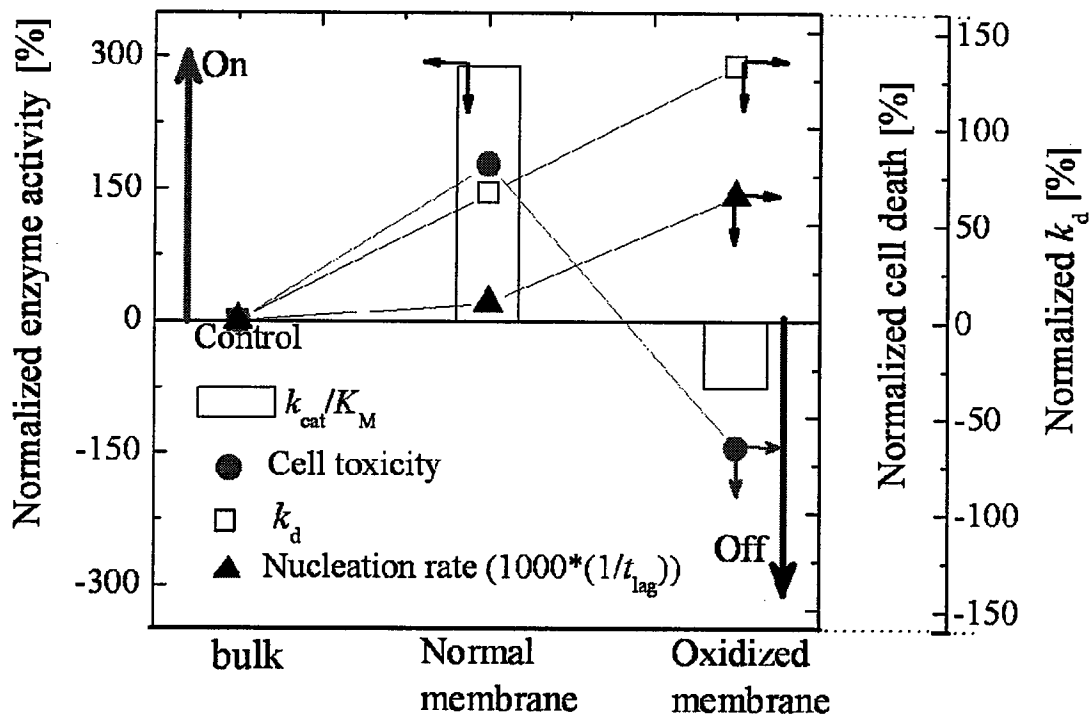 Normalized enzyme activity [%]
300
150
0
-150
-300
On
Control
k_cat/K_M
Cell toxicity
k_d
Nucleation rate (1000*(1/t_lag))
Off
bulk
Normal membrane
Oxidized membrane
Normalized cell death [%]
150
100
50
0
-50
-100
-150
Normalized k_d [%]